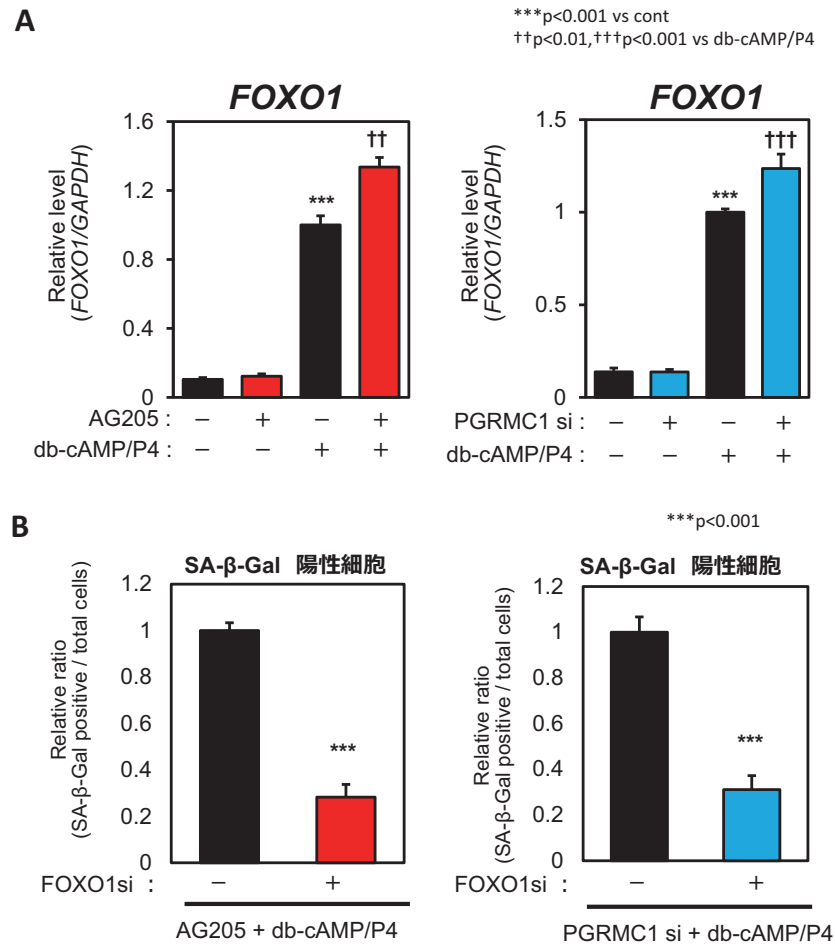 A
***p<0.001 vs cont
††p<0.01,†††p<0.001 vs db-cAMP/P4
FOXO1
Relative level
(FOXO1/GAPDH)
1.6
1.2
0.8
0.4
0
***
††
AG205 : − + − +
db-cAMP/P4 : − − + +
FOXO1
Relative level
(FOXO1/GAPDH)
1.5
1
0.5
0
***
†††
PGRMC1 si : − + − +
db-cAMP/P4 : − − + +
B
***p<0.001
SA-β-Gal 陽性細胞
Relative ratio
(SA-β-Gal positive / total cells)
1.2
1
0.8
0.6
0.4
0.2
0
***
FOXO1si : − +
AG205 + db-cAMP/P4
SA-β-Gal 陽性細胞
Relative ratio
(SA-β-Gal positive / total cells)
1.2
1
0.8
0.6
0.4
0.2
0
***
FOXO1si : − +
PGRMC1 si + db-cAMP/P4